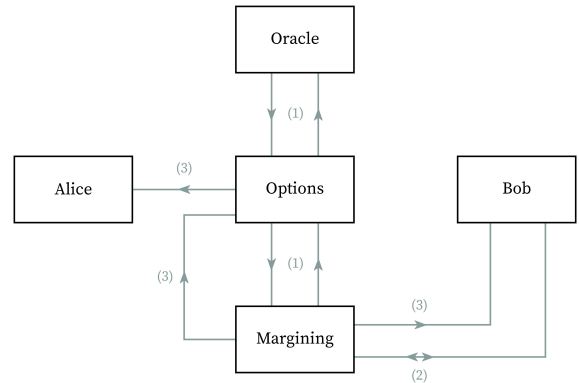 Oracle
(1)
(3)
Alice
Options
Bob
(3)
(1)
(3)
Margining
(2)